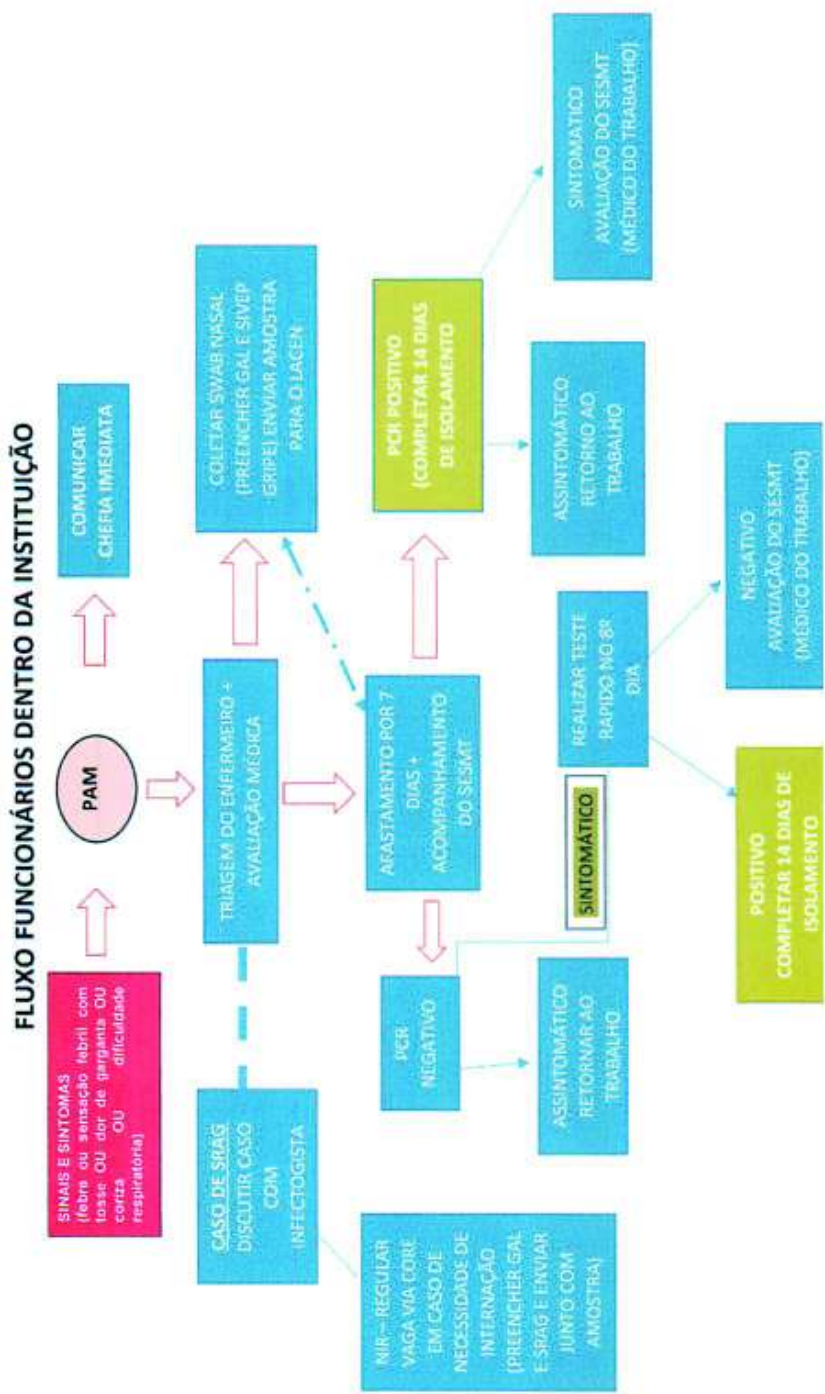 FLUXO FUNCIONÁRIOS DENTRO DA INSTITUIÇÃO
SINAIS E SINTOMAS
(febre ou sensação febril com
tosse OU dor de garganta OU
coriza OU dificuldade
respiratória)
PAM
COMUNICAR
CHEFIA IMEDIATA
CASO DE SRAG
DISCUTIR CASO
COM
INFECTOGISTA
TRIAGEM DO ENFERMEIRO +
AVALIAÇÃO MÉDICA
COLETAR SWAB NASAL
(PREENCHER GAL E SIVEP
GRIPE) ENVIAR AMOSTRA
PARA O LACEN
NIR – REGULAR
VAGA VIA CORE
EM CASO DE
NECESSIDADE DE
INTERNAÇÃO
(PREENCHER GAL
E SRAG E ENVIAR
JUNTO COM
AMOSTRA)
PCR
NEGATIVO
AFASTAMENTO POR 7
DIAS +
ACOMPANHAMENTO
DO SESMT
PCR POSITIVO
(COMPLETAR 14 DIAS
DE ISOLAMENTO
ASSINTOMÁTICO
RETORNAR AO
TRABALHO
SINTOMÁTICO
REALIZAR TESTE
RÁPIDO NO 8º
DIA
ASSINTOMÁTICO
RETORNO AO
TRABALHO
SINTOMÁTICO
AVALIAÇÃO DO SESMT
(MÉDICO DO TRABALHO)
POSITIVO
COMPLETAR 14 DIAS DE
ISOLAMENTO
NEGATIVO
AVALIAÇÃO DO SESMT
(MÉDICO DO TRABALHO)